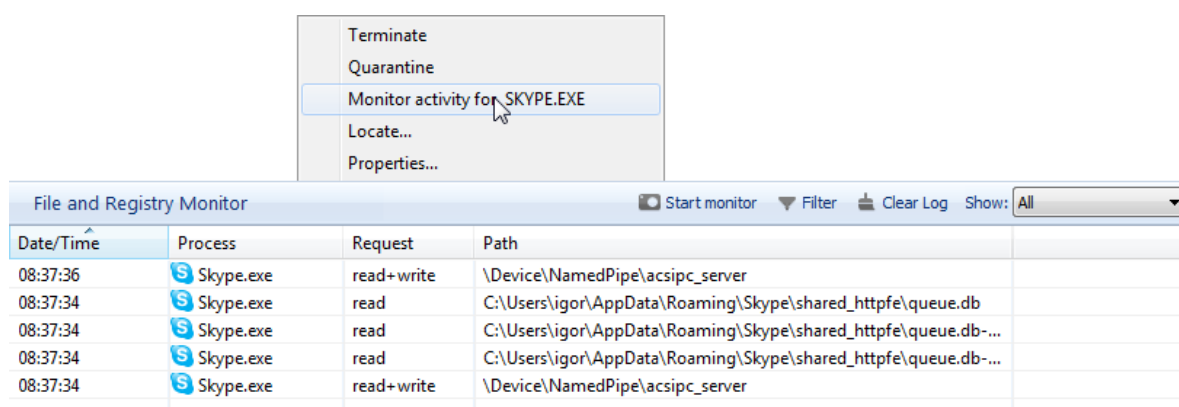 Terminate
Quarantine
Monitor activity for SKYPE.EXE
Locate...
Properties...
File and Registry Monitor Start monitor Filter Clear Log Show: All
Date/Time Process Request Path
08:37:36 Skype.exe read+write \Device\NamedPipe\acsipc_server
08:37:34 Skype.exe read C:\Users\igor\AppData\Roaming\Skype\shared_httpfe\queue.db
08:37:34 Skype.exe read C:\Users\igor\AppData\Roaming\Skype\shared_httpfe\queue.db-...
08:37:34 Skype.exe read C:\Users\igor\AppData\Roaming\Skype\shared_httpfe\queue.db-...
08:37:34 Skype.exe read+write \Device\NamedPipe\acsipc_server